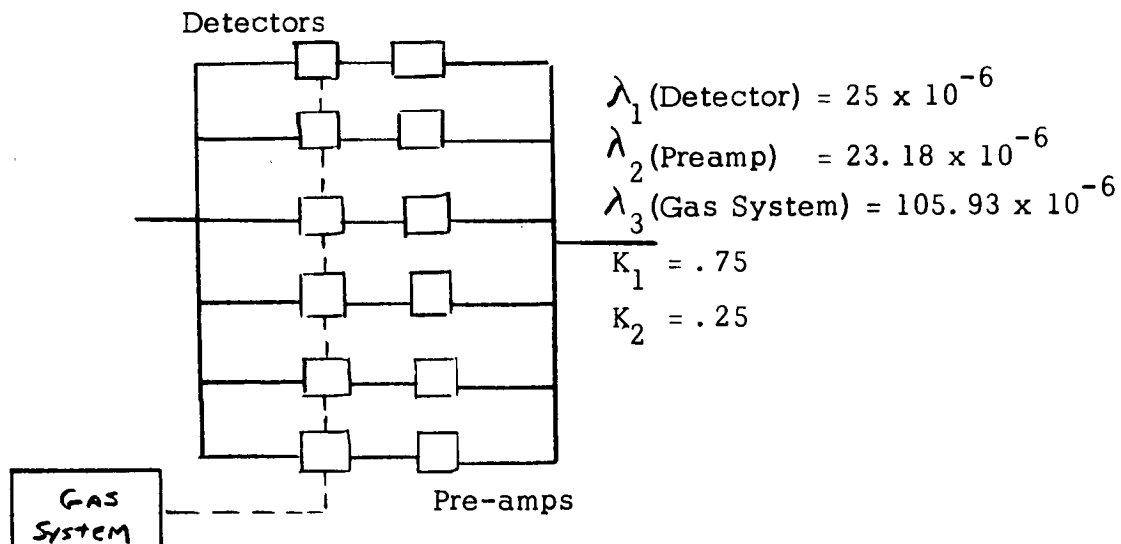 Detectors
λ₁ (Detector) = 25 x 10⁻⁶
λ₂ (Preamp) = 23.18 x 10⁻⁶
λ₃ (Gas System) = 105.93 x 10⁻⁶
K₁ = .75
K₂ = .25
Pre-amps
GAS
System